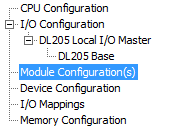 CPU Configuration
I/O Configuration
DL205 Local I/O Master
DL205 Base
Module Configuration(s)
Device Configuration
I/O Mappings
Memory Configuration